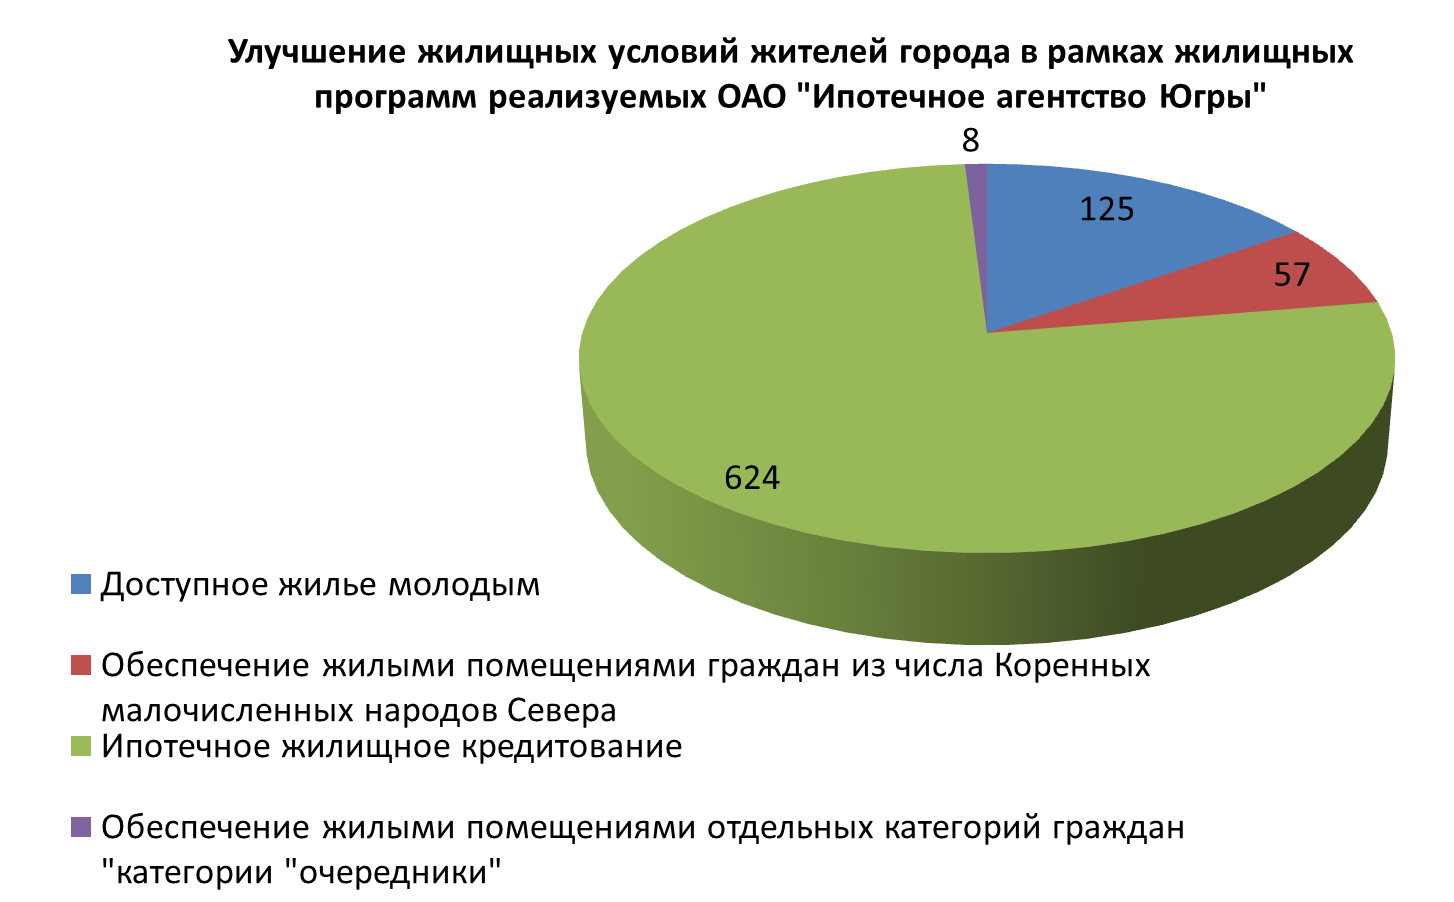 Улучшение жилищных условий жителей города в рамках жилищных
программ реализуемых ОАО "Ипотечное агентство Югры"
8
125
57
624
Доступное жилье молодым
Обеспечение жилыми помещениями граждан из числа Коренных
малочисленных народов Севера
Ипотечное жилищное кредитование
Обеспечение жилыми помещениями отдельных категорий граждан
"категории "очередники"